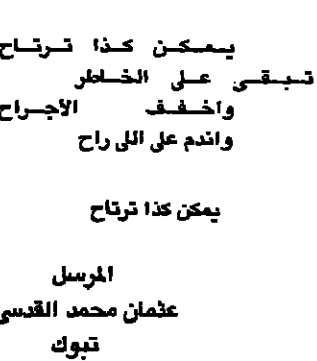 يمكن كذا ترتاح
تبقى على الخاطر
واخفف الأجراح
واندم على اللى راح
يمكن كذا ترتاح
المرسل
عثمان محمد القدسي
تبوك